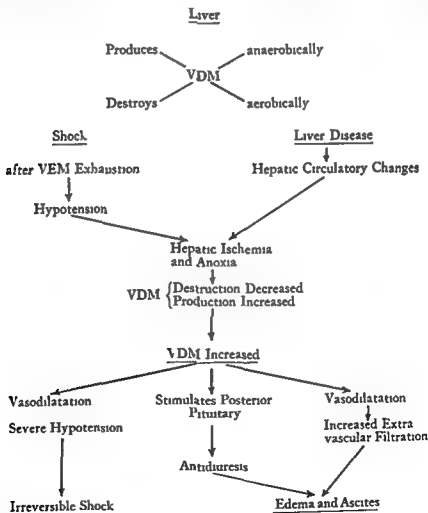 Liver
Produces anaerobically
VDM
Destroys aerobically
Shock Liver Disease
after VEM Exhaustion Hepatic Circulatory Changes
Hypotension
Hepatic Ischemia
and Anoxia
VDM { Destruction Decreased
Production Increased
VDM Increased
Vasodilatation Stimulates Posterior Vasodilatation
Pituitary
Severe Hypotension Increased Extra
vascular Filtration
Antidiuresis
Irreversible Shock Edema and Ascites